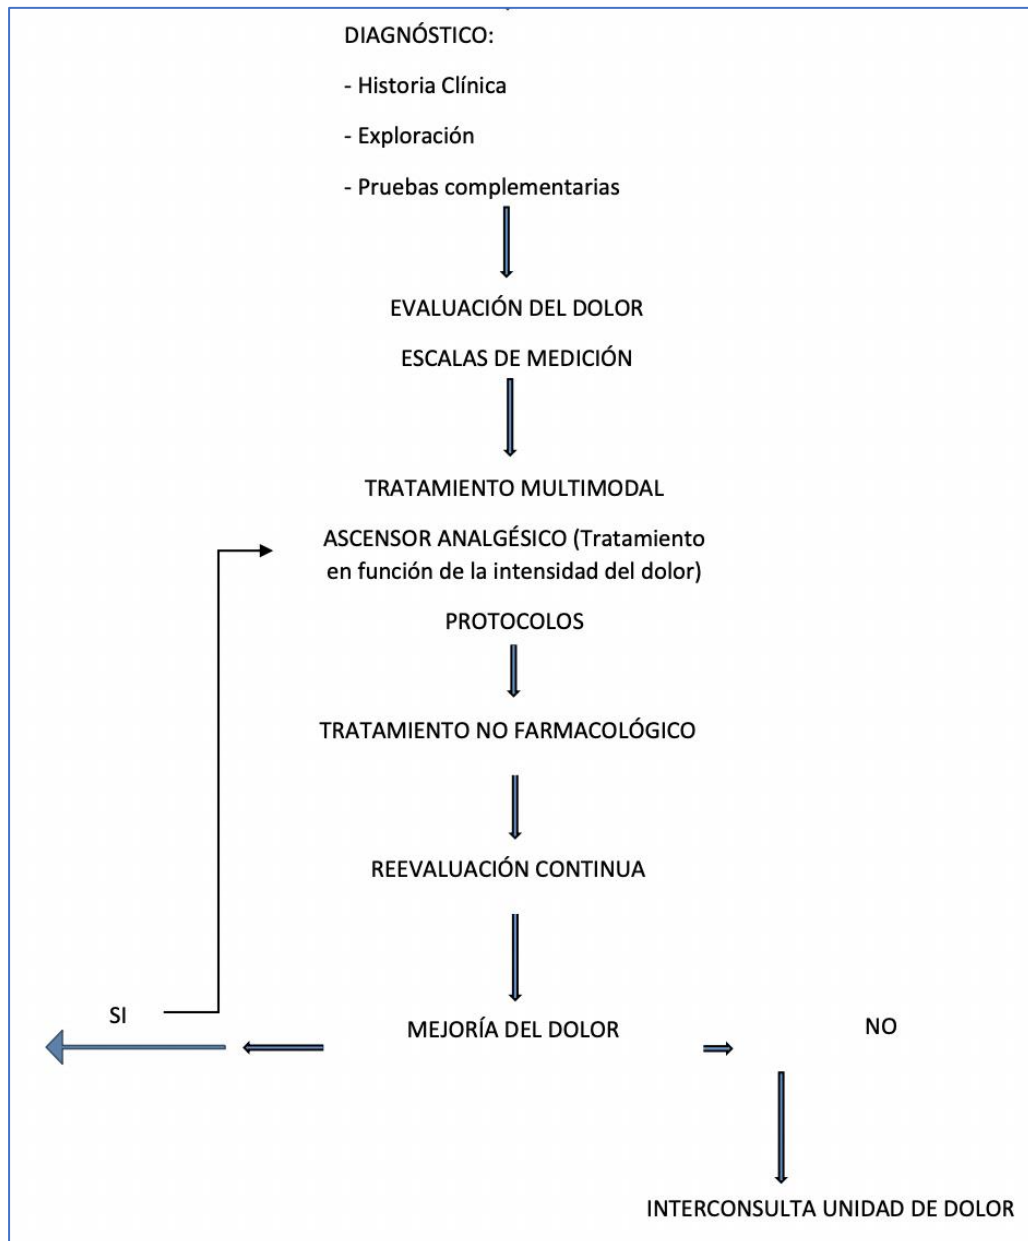 DIAGNÓSTICO:
- Historia Clínica
- Exploración
- Pruebas complementarias
EVALUACIÓN DEL DOLOR
ESCALAS DE MEDICIÓN
TRATAMIENTO MULTIMODAL
ASCENSOR ANALGÉSICO (Tratamiento
en función de la intensidad del dolor)
PROTOCOLOS
TRATAMIENTO NO FARMACOLÓGICO
REEVALUACIÓN CONTINUA
SI
MEJORÍA DEL DOLOR
NO
INTERCONSULTA UNIDAD DE DOLOR